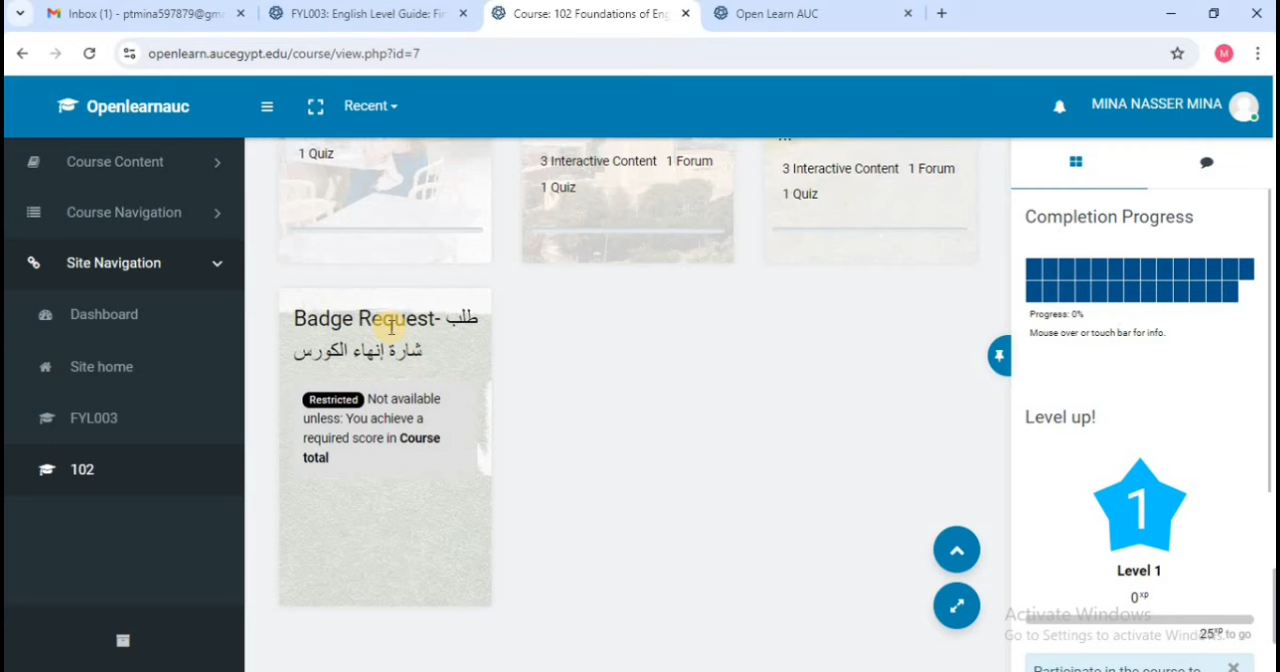 Inbox (1) - ptmina597879@gm
FYL003: English Level Guide: Fir
Course: 102 Foundations of Eng
Open Learn AUC
openlearn.aucegypt.edu/course/view.php?id=7
M
Openlearnauc
Recent
MINA NASSER MINA
Course Content
Course Navigation
Site Navigation
Dashboard
Site home
FYL003
102
1 Quiz
3 Interactive Content 1 Forum
1 Quiz
...
3 Interactive Content 1 Forum
1 Quiz
Badge Request- طلب
شارة إنهاء الكورس
Restricted Not available
unless: You achieve a
required score in Course
total
Completion Progress
Progress: 0%
Mouse over or touch bar for info.
Level up!
1
Level 1
0xp
25xp to go
Activate Windows
Go to Settings to activate Windows.
Participate in the course to